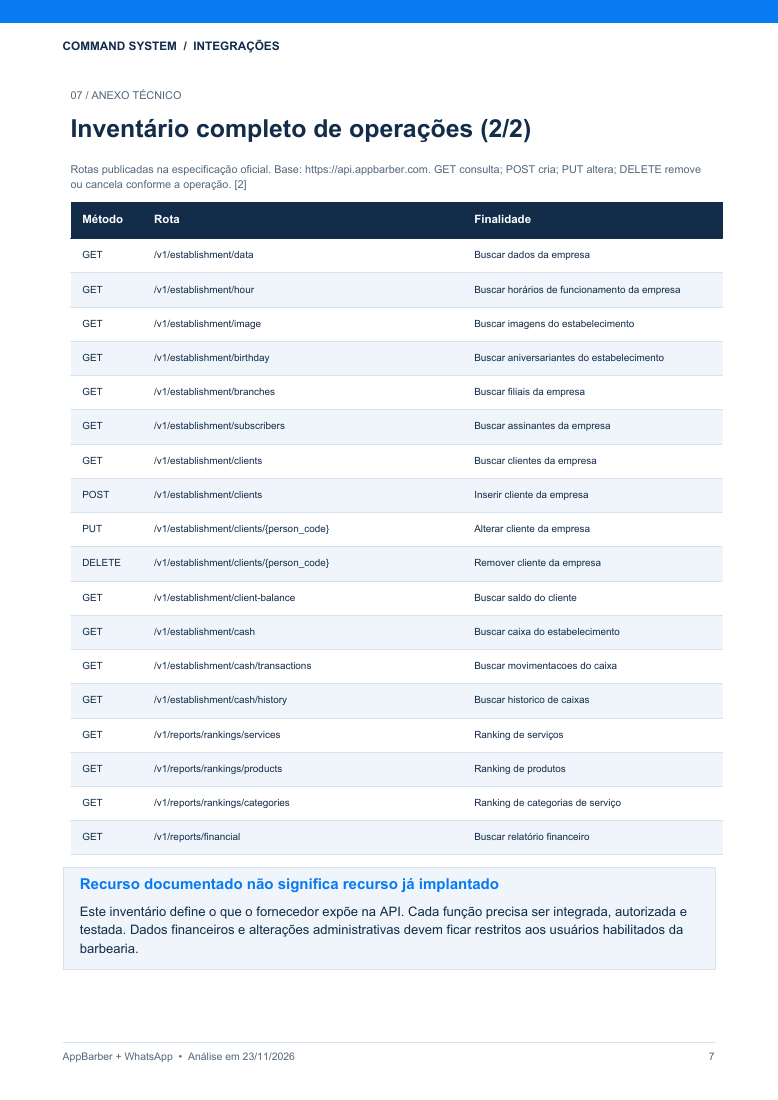 COMMAND SYSTEM / INTEGRAÇÕES
07 / ANEXO TÉCNICO
Inventário completo de operações (2/2)
Rotas publicadas na especificação oficial. Base: https://api.appbarber.com. GET consulta; POST cria; PUT altera; DELETE remove
ou cancela conforme a operação. [2]
Método Rota Finalidade
GET /v1/establishment/data Buscar dados da empresa
GET /v1/establishment/hour Buscar horários de funcionamento da empresa
GET /v1/establishment/image Buscar imagens do estabelecimento
GET /v1/establishment/birthday Buscar aniversariantes do estabelecimento
GET /v1/establishment/branches Buscar filiais da empresa
GET /v1/establishment/subscribers Buscar assinantes da empresa
GET /v1/establishment/clients Buscar clientes da empresa
POST /v1/establishment/clients Inserir cliente da empresa
PUT /v1/establishment/clients/{person_code} Alterar cliente da empresa
DELETE /v1/establishment/clients/{person_code} Remover cliente da empresa
GET /v1/establishment/client-balance Buscar saldo do cliente
GET /v1/establishment/cash Buscar caixa do estabelecimento
GET /v1/establishment/cash/transactions Buscar movimentacoes do caixa
GET /v1/establishment/cash/history Buscar historico de caixas
GET /v1/reports/rankings/services Ranking de serviços
GET /v1/reports/rankings/products Ranking de produtos
GET /v1/reports/rankings/categories Ranking de categorias de serviço
GET /v1/reports/financial Buscar relatório financeiro
Recurso documentado não significa recurso já implantado
Este inventário define o que o fornecedor expõe na API. Cada função precisa ser integrada, autorizada e
testada. Dados financeiros e alterações administrativas devem ficar restritos aos usuários habilitados da
barbearia.
AppBarber + WhatsApp • Análise em 23/11/2026 7